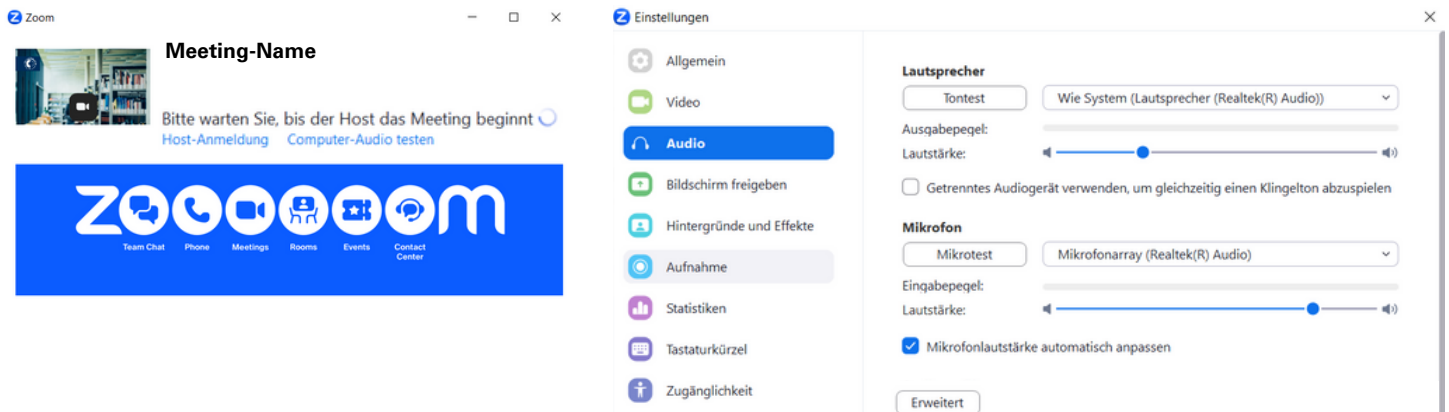 Zoom
Meeting-Name
Bitte warten Sie, bis der Host das Meeting beginnt
Host-Anmeldung Computer-Audio testen
zoooooom
Team Chat Phone Meetings Rooms Events Contact Center
Einstellungen
Allgemein
Video
Audio
Bildschirm freigeben
Hintergründe und Effekte
Aufnahme
Statistiken
Tastaturkürzel
Zugänglichkeit
Lautsprecher
Tontest Wie System (Lautsprecher (Realtek(R) Audio))
Ausgabepegel:
Lautstärke:
Getrenntes Audiogerät verwenden, um gleichzeitig einen Klingelton abzuspielen
Mikrofon
Mikrotest Mikrofonarray (Realtek(R) Audio)
Eingabepegel:
Lautstärke:
Mikrofonlautstärke automatisch anpassen
Erweitert